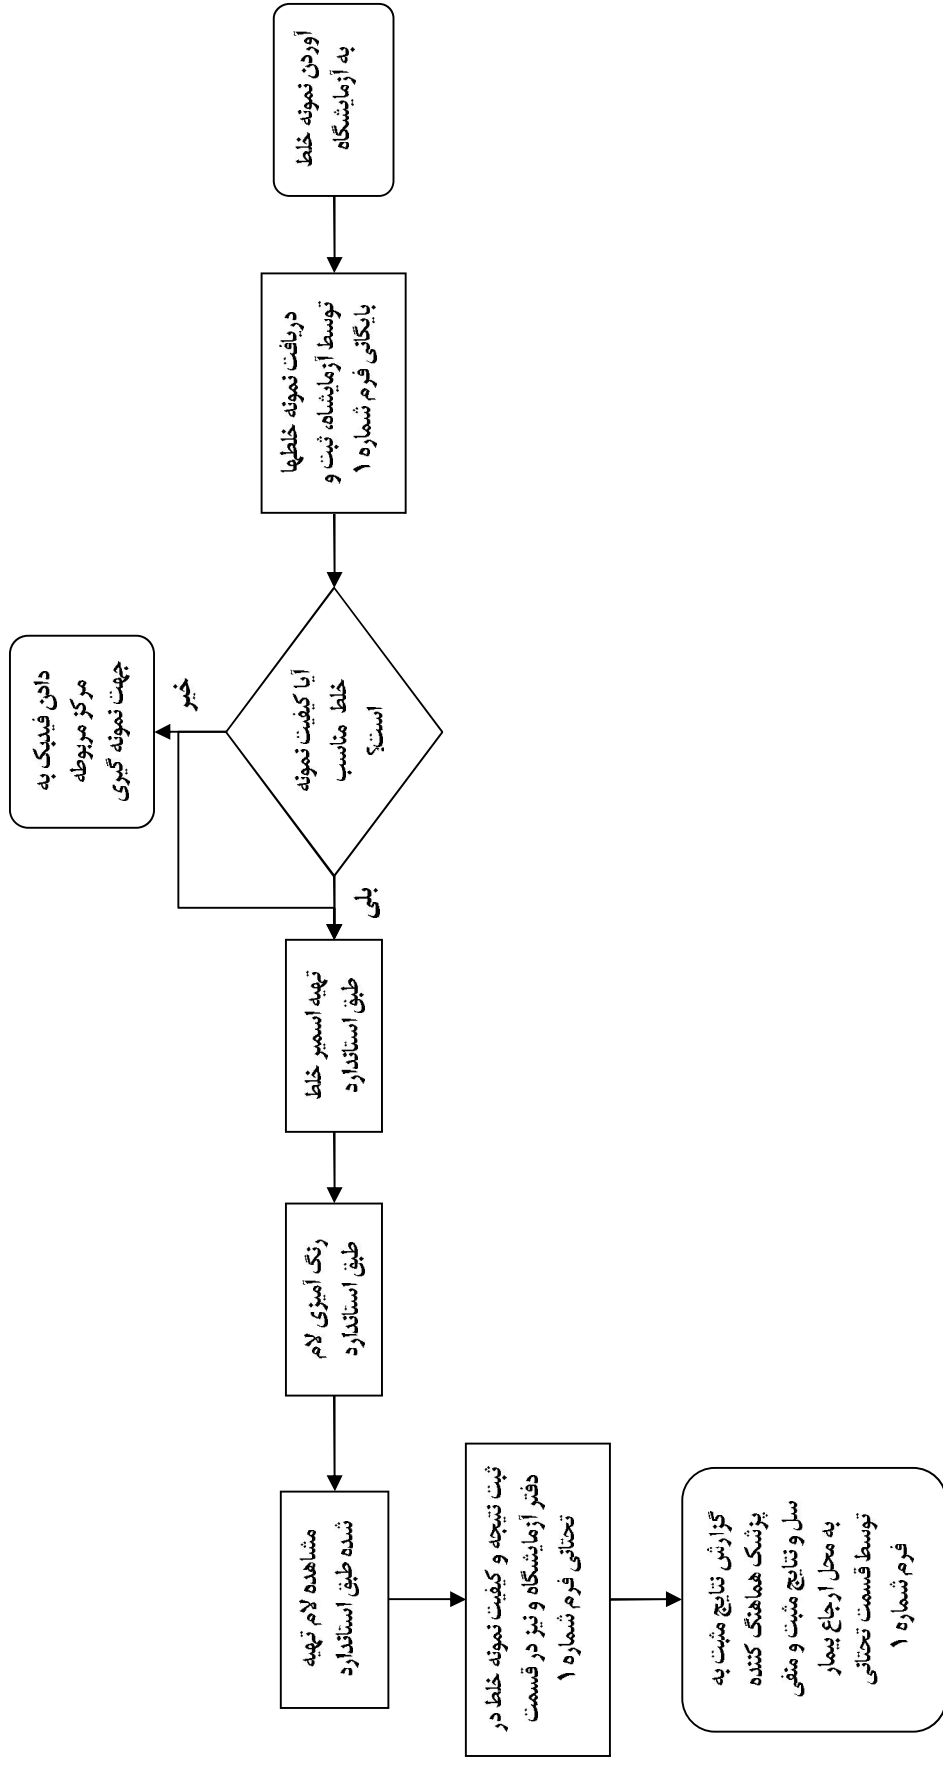 آوردن نمونه خلط
به آزمایشگاه
دریافت نمونه خلطها
توسط آزمایشاه، ثبت و
بایگانی فرم شماره ۱
آیا کیفیت نمونه
خلط مناسب
است؟
خیر
دادن فیدبک به
مرکز مربوطه
جهت نمونه گیری
بلی
تهیه اسمیر خلط
طبق استاندارد
رنگ آمیزی لام
طبق استاندارد
مشاهده لام تهیه
شده طبق استاندارد
ثبت نتیجه و کیفیت نمونه خلط در
دفتر آزمایشگاه و نیز در قسمت
تحتانی فرم شماره ۱
گزارش نتایج مثبت به
پزشک هماهنگ کننده
سل و نتایج مثبت و منفی
به محل ارجاع بیمار
توسط قسمت تحتانی
فرم شماره ۱